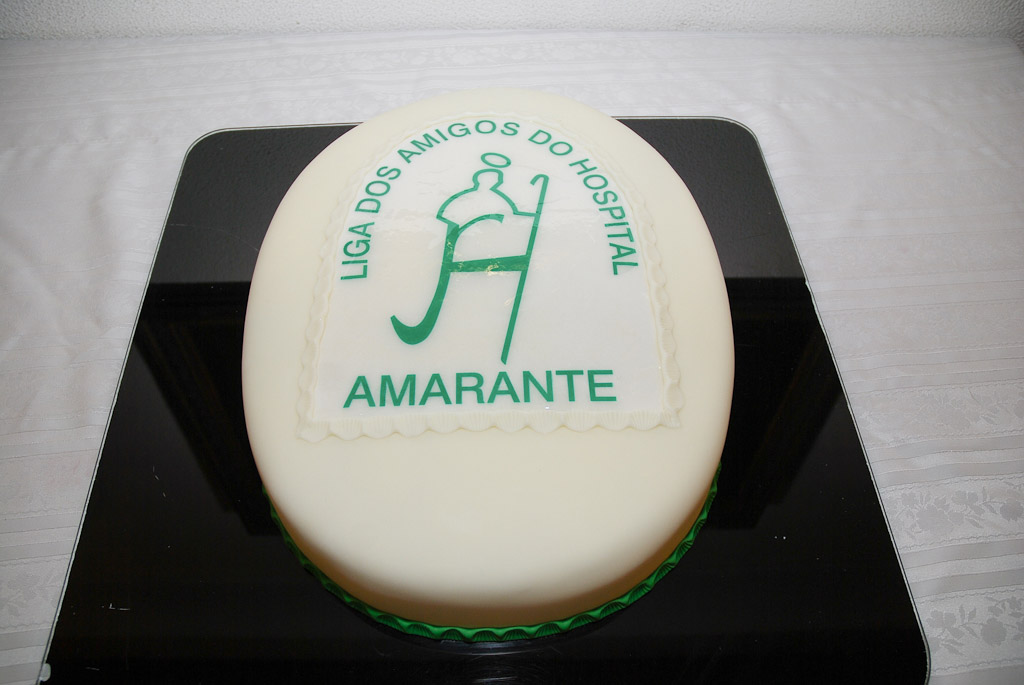 LIGA DOS AMIGOS DO HOSPITAL
AMARANTE